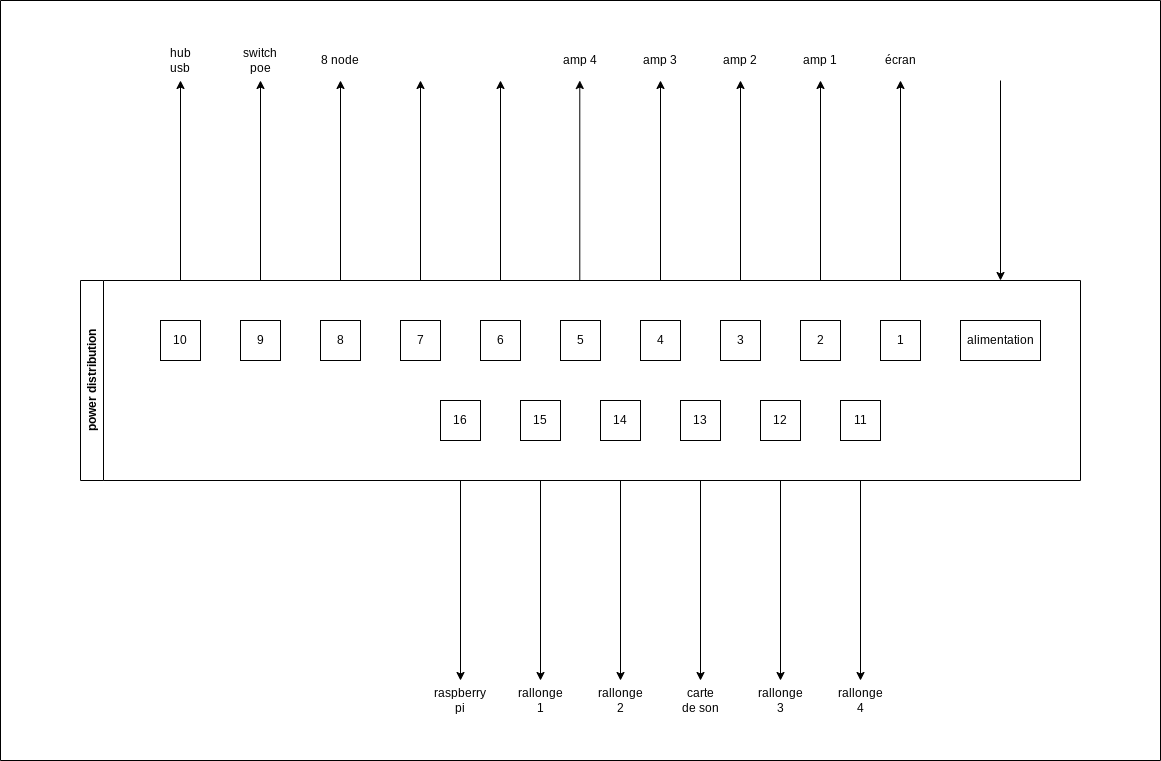 hub
usb
switch
poe
8 node
amp 4
amp 3
amp 2
amp 1
écran
power distribution
10
9
8
7
6
5
4
3
2
1
alimentation
16
15
14
13
12
11
raspberry
pi
rallonge
1
rallonge
2
carte
de son
rallonge
3
rallonge
4